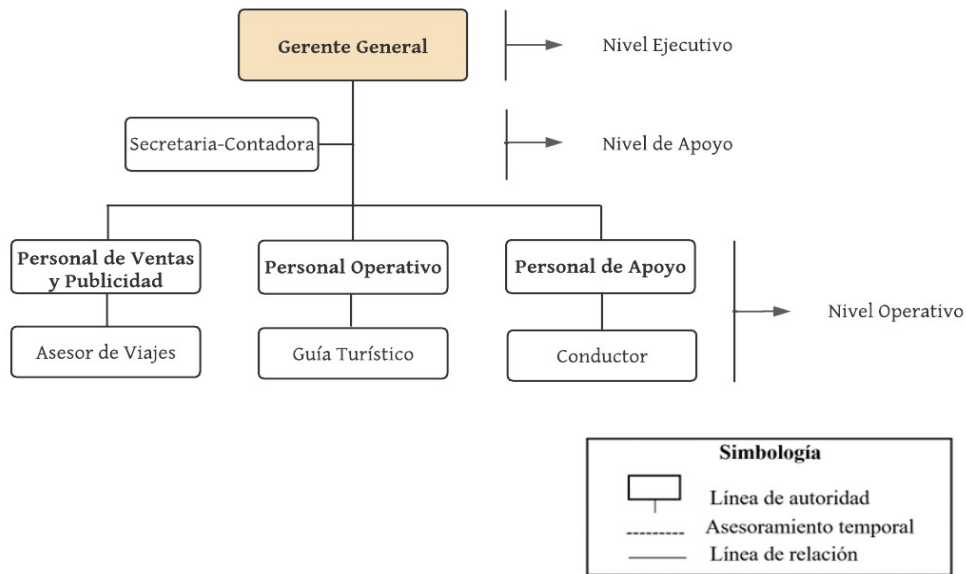 Gerente General
Nivel Ejecutivo
Secretaria-Contadora
Nivel de Apoyo
Personal de Ventas
y Publicidad
Personal Operativo
Personal de Apoyo
Nivel Operativo
Asesor de Viajes
Guía Turístico
Conductor
Simbología
Línea de autoridad
Asesoramiento temporal
Línea de relación